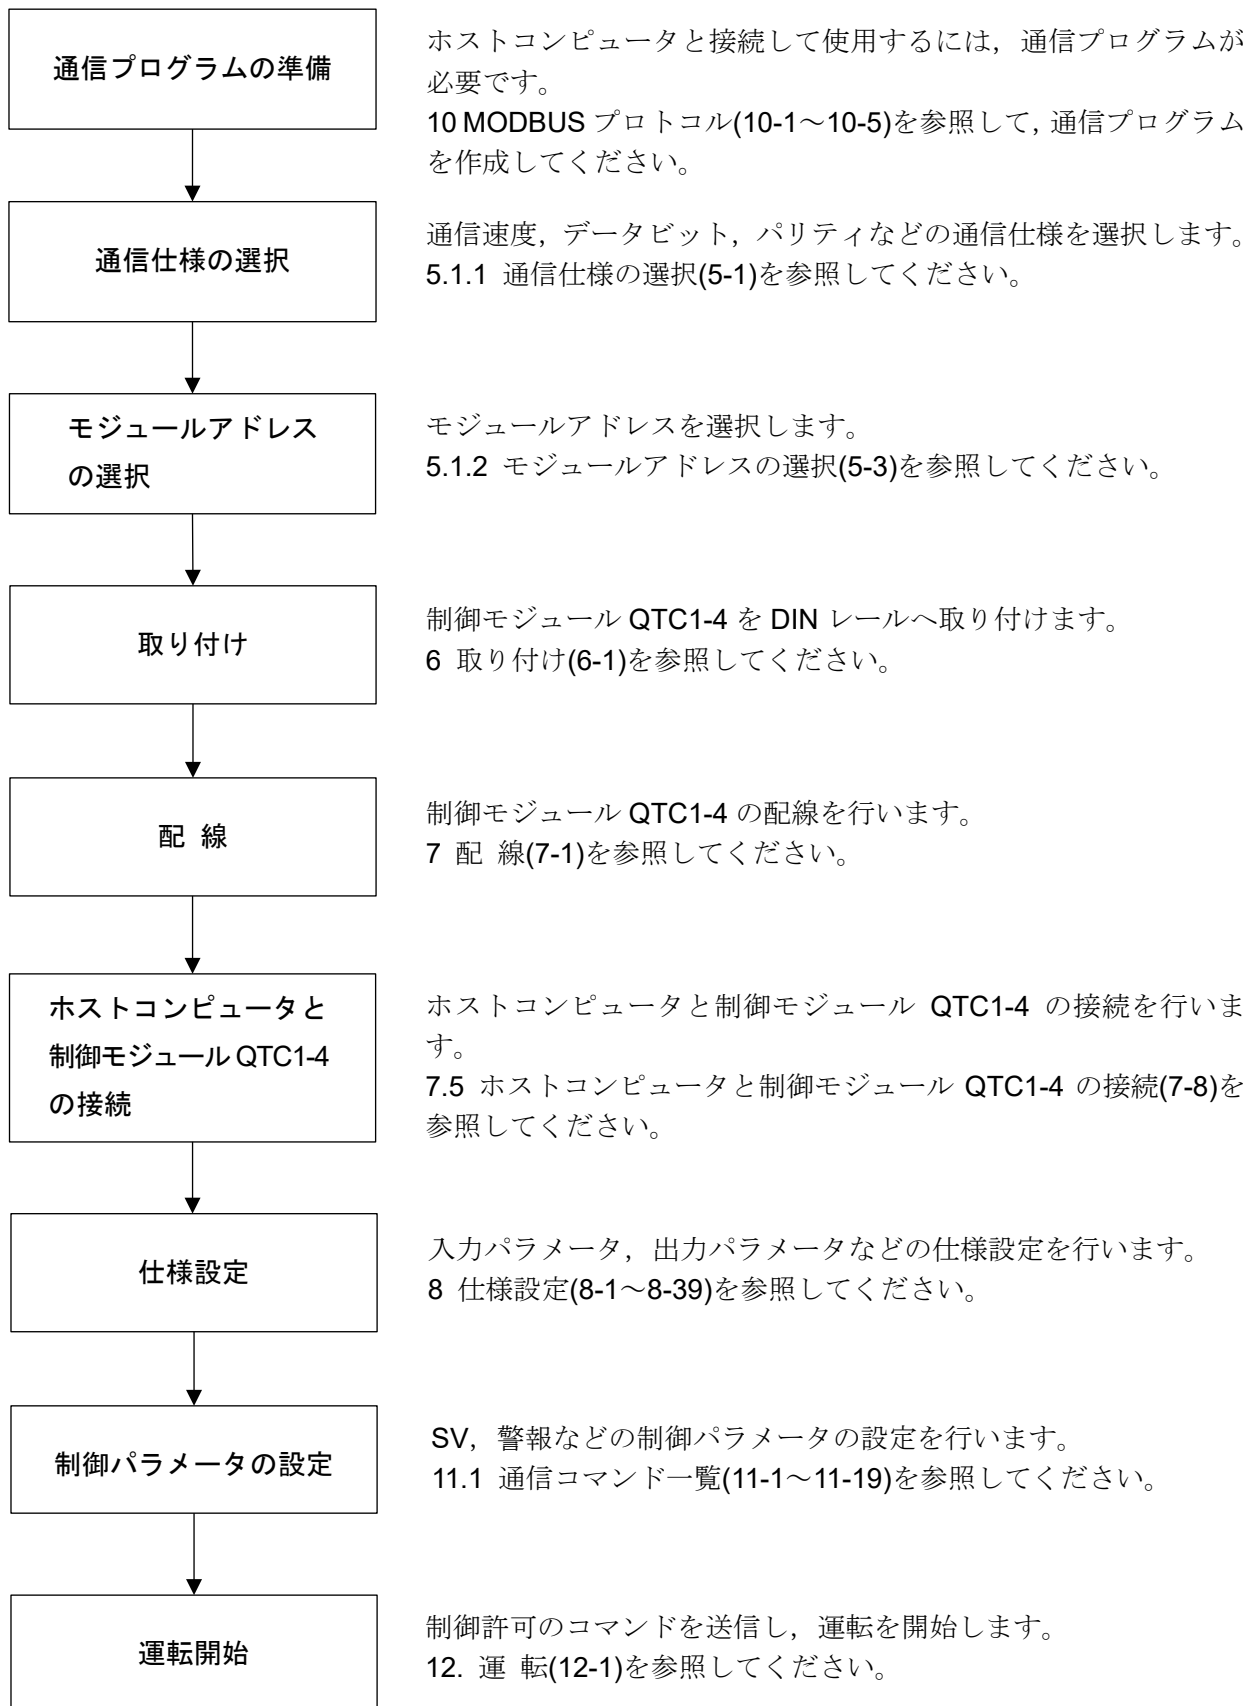 通信プログラムの準備
ホストコンピュータと接続して使用するには，通信プログラムが
必要です。
10 MODBUS プロトコル(10-1～10-5)を参照して，通信プログラム
を作成してください。
通信仕様の選択
通信速度，データビット，パリティなどの通信仕様を選択します。
5.1.1 通信仕様の選択(5-1)を参照してください。
モジュールアドレス
の選択
モジュールアドレスを選択します。
5.1.2 モジュールアドレスの選択(5-3)を参照してください。
取り付け
制御モジュール QTC1-4 を DIN レールへ取り付けます。
6 取り付け(6-1)を参照してください。
配 線
制御モジュール QTC1-4 の配線を行います。
7 配 線(7-1)を参照してください。
ホストコンピュータと
制御モジュール QTC1-4
の接続
ホストコンピュータと制御モジュール QTC1-4 の接続を行いま
す。
7.5 ホストコンピュータと制御モジュール QTC1-4 の接続(7-8)を
参照してください。
仕様設定
入力パラメータ，出力パラメータなどの仕様設定を行います。
8 仕様設定(8-1～8-39)を参照してください。
制御パラメータの設定
SV，警報などの制御パラメータの設定を行います。
11.1 通信コマンド一覧(11-1～11-19)を参照してください。
運転開始
制御許可のコマンドを送信し，運転を開始します。
12. 運 転(12-1)を参照してください。